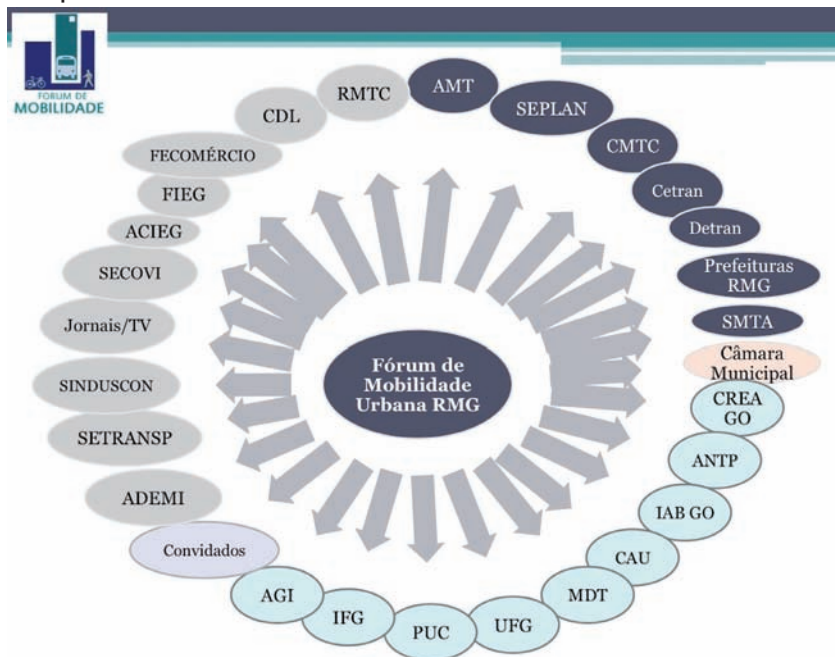 FORUM DE
MOBILIDADE
RMTC
AMT
SEPLAN
CMTC
Cetran
Detran
Prefeituras
RMG
SMTA
Câmara
Municipal
CREA
GO
ANTP
IAB GO
CAU
MDT
UFG
PUC
IFG
AGI
Convidados
ADEMI
SETRANSP
SINDUSCON
Jornais/TV
SECOVI
ACIEG
FIEG
FECOMÉRCIO
CDL
Fórum de
Mobilidade
Urbana RMG